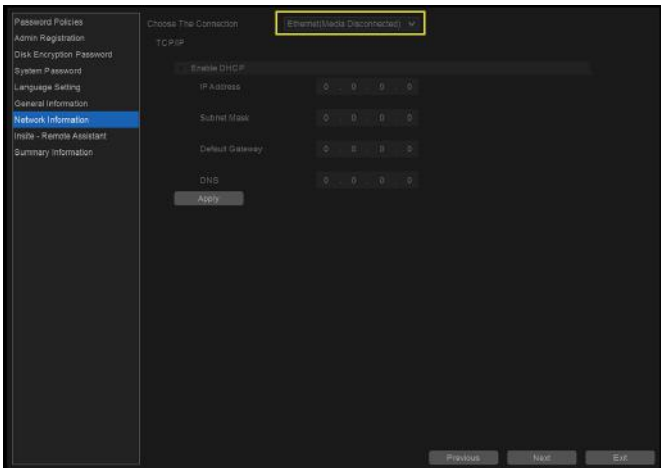 Password Policies
Admin Registration
Disk Encryption Password
System Password
Language Setting
General Information
Network Information
Insite - Remote Assistant
Summary Information
Choose The Connection
Ethernet(Media Disconnected)
TCP/IP
Enable DHCP
IP Address 0 . 0 . 0 . 0
Subnet Mask 0 . 0 . 0 . 0
Default Gateway 0 . 0 . 0 . 0
DNS 0 . 0 . 0 . 0
Apply
Previous Next Exit